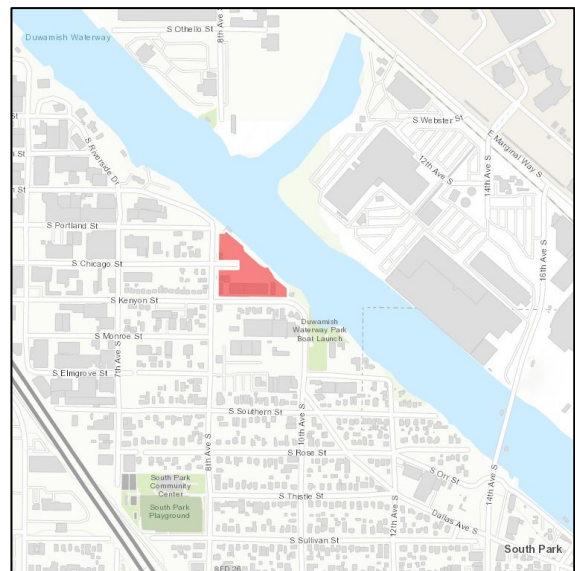 S Othello St
8th Ave S
Duwamish Waterway
S Webster St
E Marginal Way S
S Riverside Dr
12th Ave S
14th Ave S
16th Ave S
S Portland St
S Chicago St
S Kenyon St
Duwamish
Waterway Park
Boat Launch
S Monroe St
7th Ave S
S Elmgrove St
S Southern St
10th Ave S
8th Ave S
S Rose St
S Orr St
14th Ave S
South Park
Community
Center
S Thistle St
12th Ave S
Dallas Ave S
South Park
Playground
S Sullivan St
South Park
SFD 26